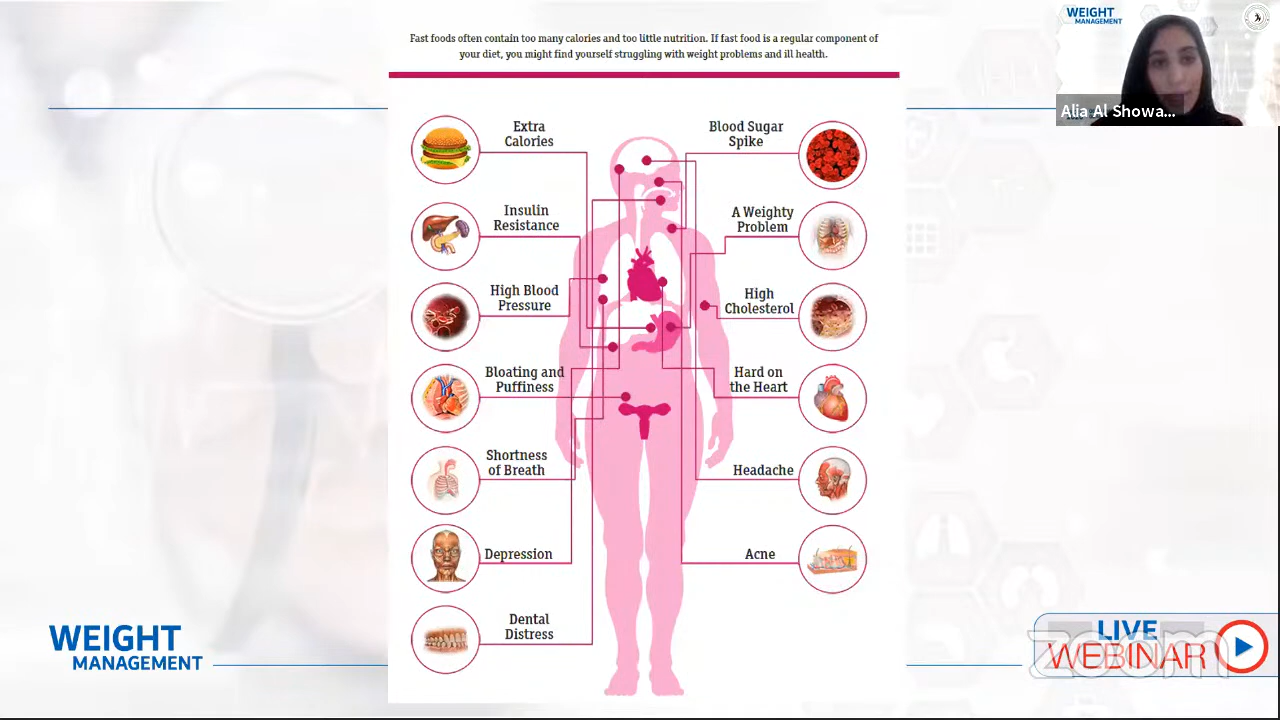 Fast foods often contain too many calories and too little nutrition. If fast food is a regular component of
your diet, you might find yourself struggling with weight problems and ill health.
WEIGHT
MANAGEMENT
Alia Al Showa...
Extra
Calories
Blood Sugar
Spike
Insulin
Resistance
A Weighty
Problem
High Blood
Pressure
High
Cholesterol
Bloating and
Puffiness
Hard on
the Heart
Shortness
of Breath
Headache
Depression
Acne
Dental
Distress
WEIGHT
MANAGEMENT
LIVE
WEBINAR
zoom